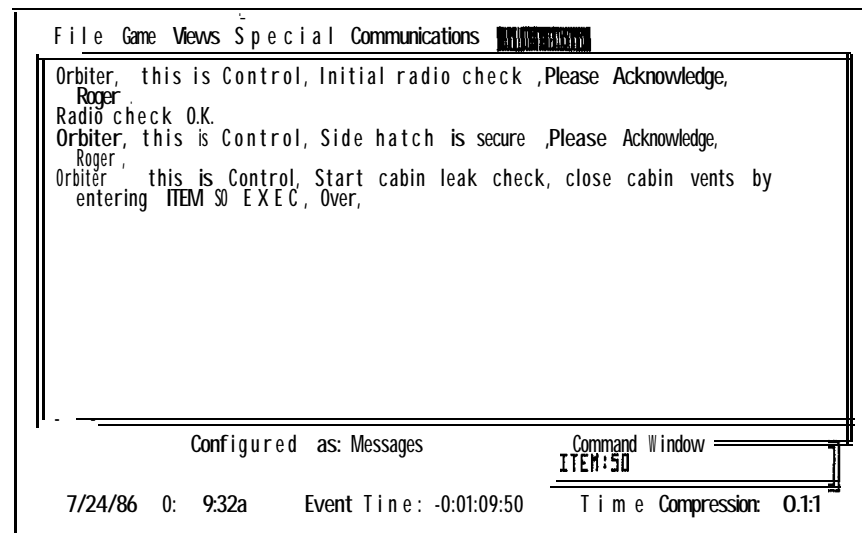 File Game Views Special Communications
Orbiter, this is Control, Initial radio check ,Please Acknowledge,
Roger .
Radio check O.K.
Orbiter, this is Control, Side hatch is secure ,Please Acknowledge,
Roger ,
Orbiter this is Control, Start cabin leak check, close cabin vents by
entering ITEM SO EXEC, Over,
Configured as: Messages
Command Window
ITEM:50
7/24/86 0: 9:32a Event Tine: -0:01:09:50 Time Compression: 0.1:1